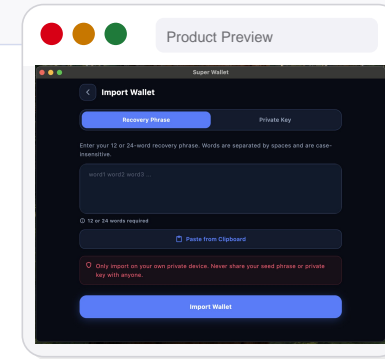 Product Preview
Super Wallet
Import Wallet
Recovery Phrase
Private Key
Enter your 12 or 24-word recovery phrase. Words are separated by spaces and are case-
insensitive.
word1 word2 word3 ...
12 or 24 words required
Paste from Clipboard
Only import on your own private device. Never share your seed phrase or private
key with anyone.
Import Wallet